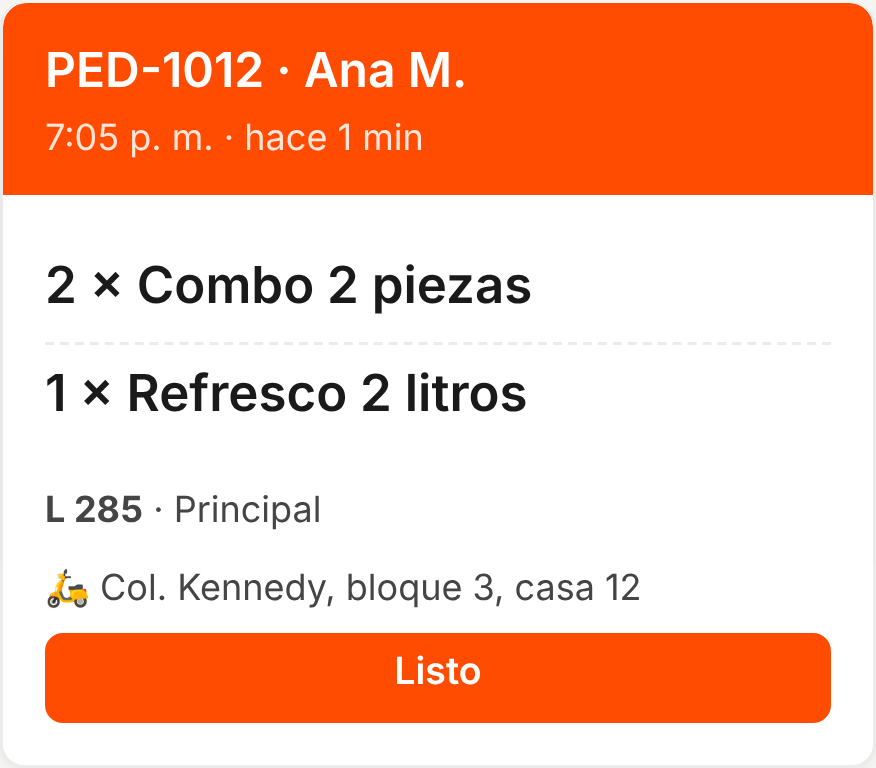 PED-1012 · Ana M.
7:05 p. m. · hace 1 min
2 × Combo 2 piezas
1 × Refresco 2 litros
L 285 · Principal
🛵 Col. Kennedy, bloque 3, casa 12
Listo